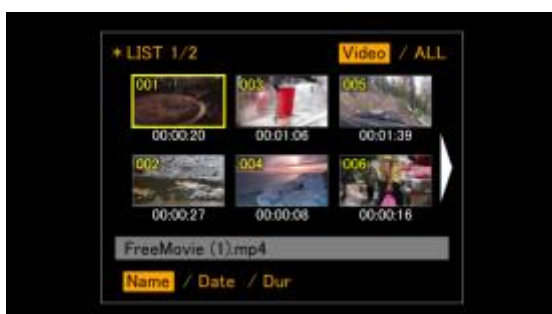 * LIST 1/2 Video / ALL
001 003 005
00:00:20 00:01:06 00:01:39
002 004 006
00:00:27 00:00:08 00:00:16
FreeMovie (1).mp4
Name / Date / Dur